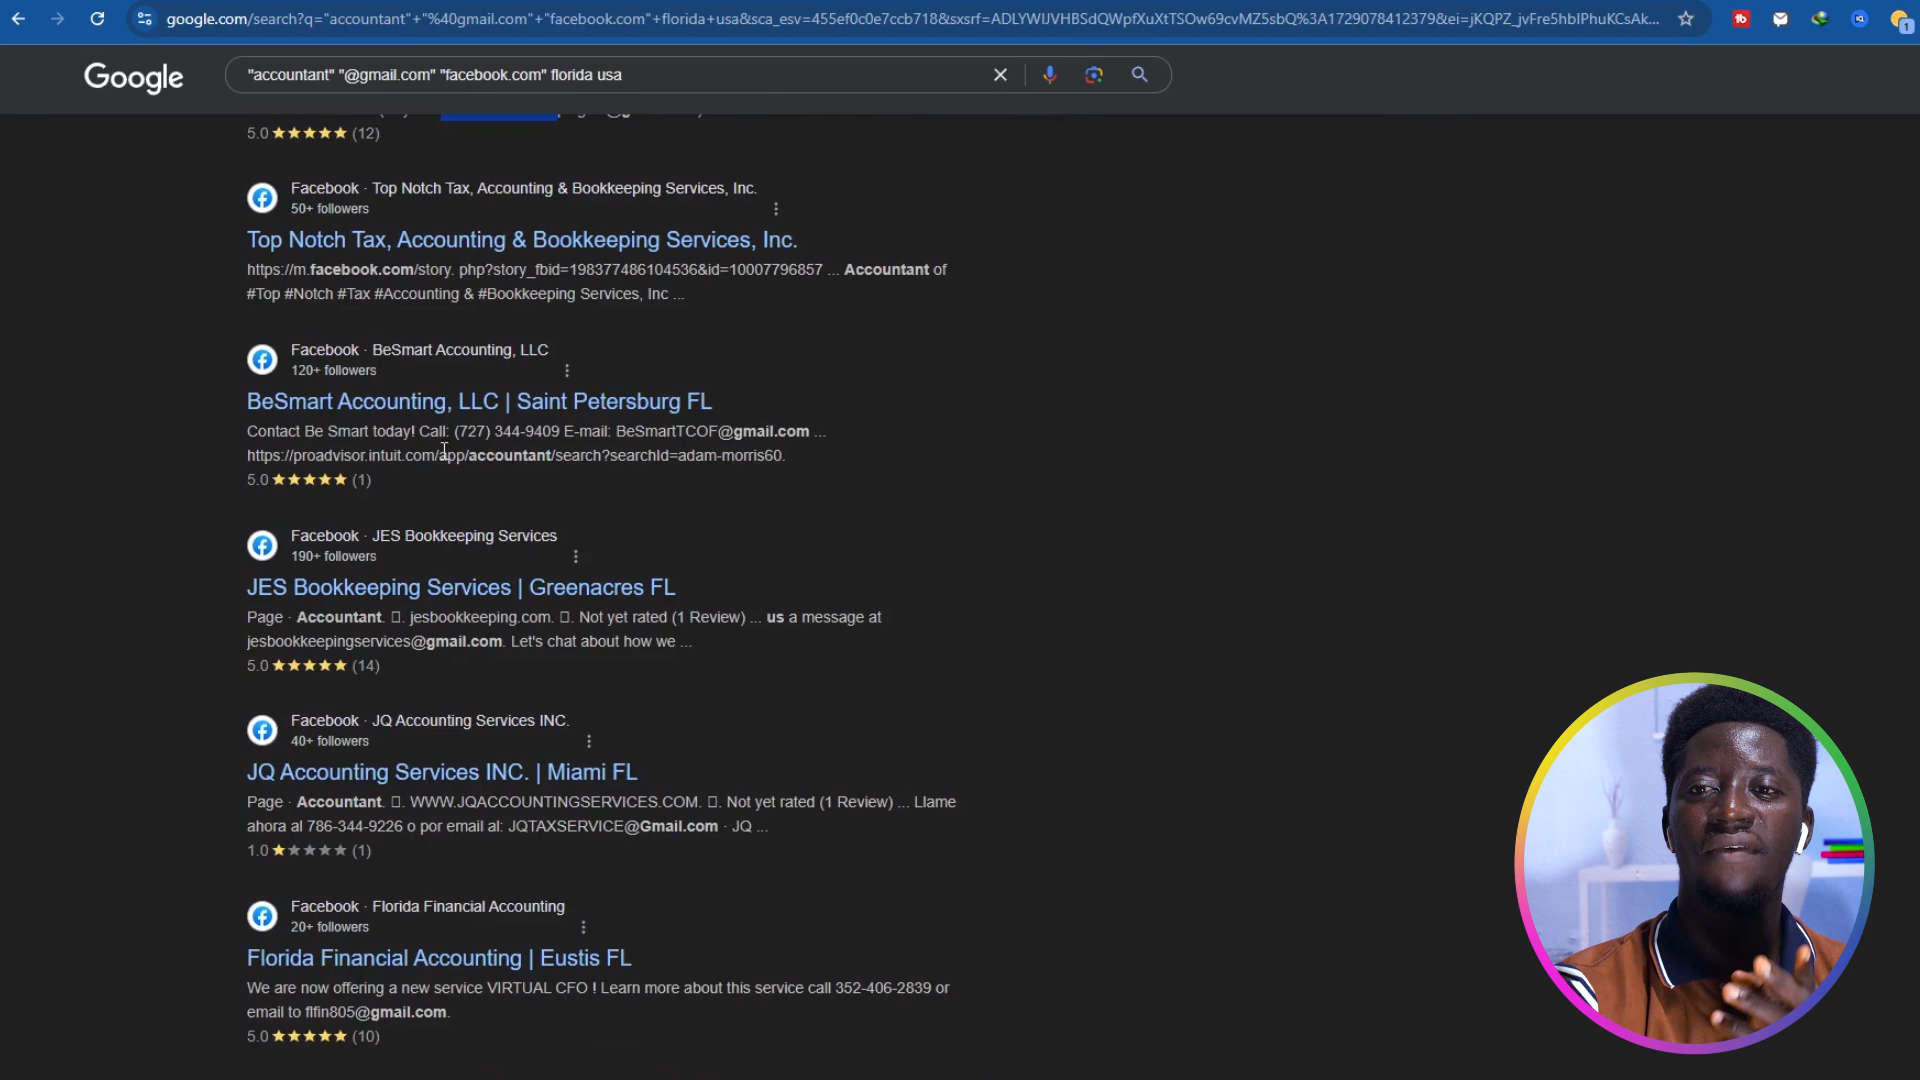 google.com/search?q="accountant"+"%40gmail.com"+"facebook.com"+florida+usa&sca_esv=455ef0c0e7ccb718&sxsrf=ADLYWIJVHBSdQWpfXuXtTSOw69cvMZ5sbQ%3A1729078412379&ei=jKQPZ_jvFre5hbIPhuKCsAk...
1
Google
"accountant" "@gmail.com" "facebook.com" florida usa
5.0 (12)
Facebook · Top Notch Tax, Accounting & Bookkeeping Services, Inc.
50+ followers
Top Notch Tax, Accounting & Bookkeeping Services, Inc.
https://m.facebook.com/story. php?story_fbid=198377486104536&id=10007796857 ... Accountant of
#Top #Notch #Tax #Accounting & #Bookkeeping Services, Inc ...
Facebook · BeSmart Accounting, LLC
120+ followers
BeSmart Accounting, LLC | Saint Petersburg FL
Contact Be Smart today! Call: (727) 344-9409 E-mail: BeSmartTCOF@gmail.com ...
https://proadvisor.intuit.com/app/accountant/search?searchId=adam-morris60.
5.0 (1)
Facebook · JES Bookkeeping Services
190+ followers
JES Bookkeeping Services | Greenacres FL
Page · Accountant. . jesbookkeeping.com. . Not yet rated (1 Review) ... us a message at
jesbookkeepingservices@gmail.com. Let's chat about how we ...
5.0 (14)
Facebook · JQ Accounting Services INC.
40+ followers
JQ Accounting Services INC. | Miami FL
Page · Accountant. . WWW.JQACCOUNTINGSERVICES.COM. . Not yet rated (1 Review) ... Llame
ahora al 786-344-9226 o por email al: JQTAXSERVICE@Gmail.com · JQ ...
1.0 (1)
Facebook · Florida Financial Accounting
20+ followers
Florida Financial Accounting | Eustis FL
We are now offering a new service VIRTUAL CFO ! Learn more about this service call 352-406-2839 or
email to flfin805@gmail.com.
5.0 (10)